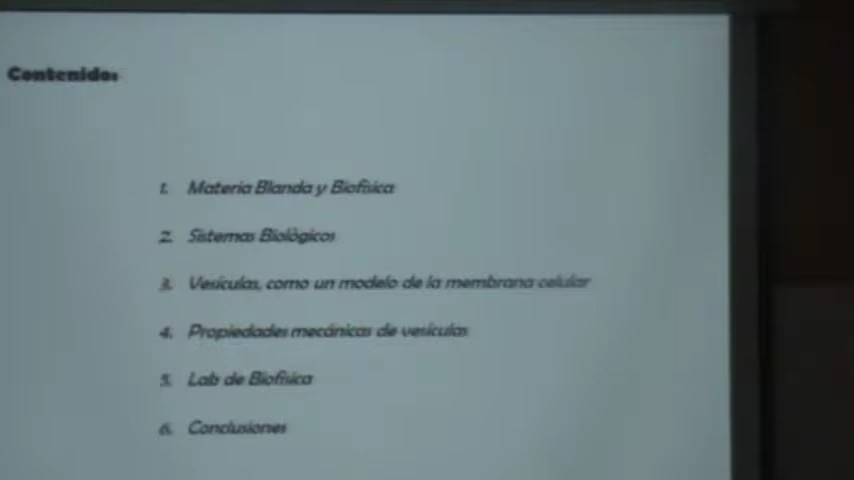 Contenido:
1. Materia Blanda y Biofísica
2. Sistemas Biológicos
3. Vesículas, como un modelo de la membrana celular
4. Propiedades mecánicas de vesículas
5. Lab de Biofísica
6. Conclusiones